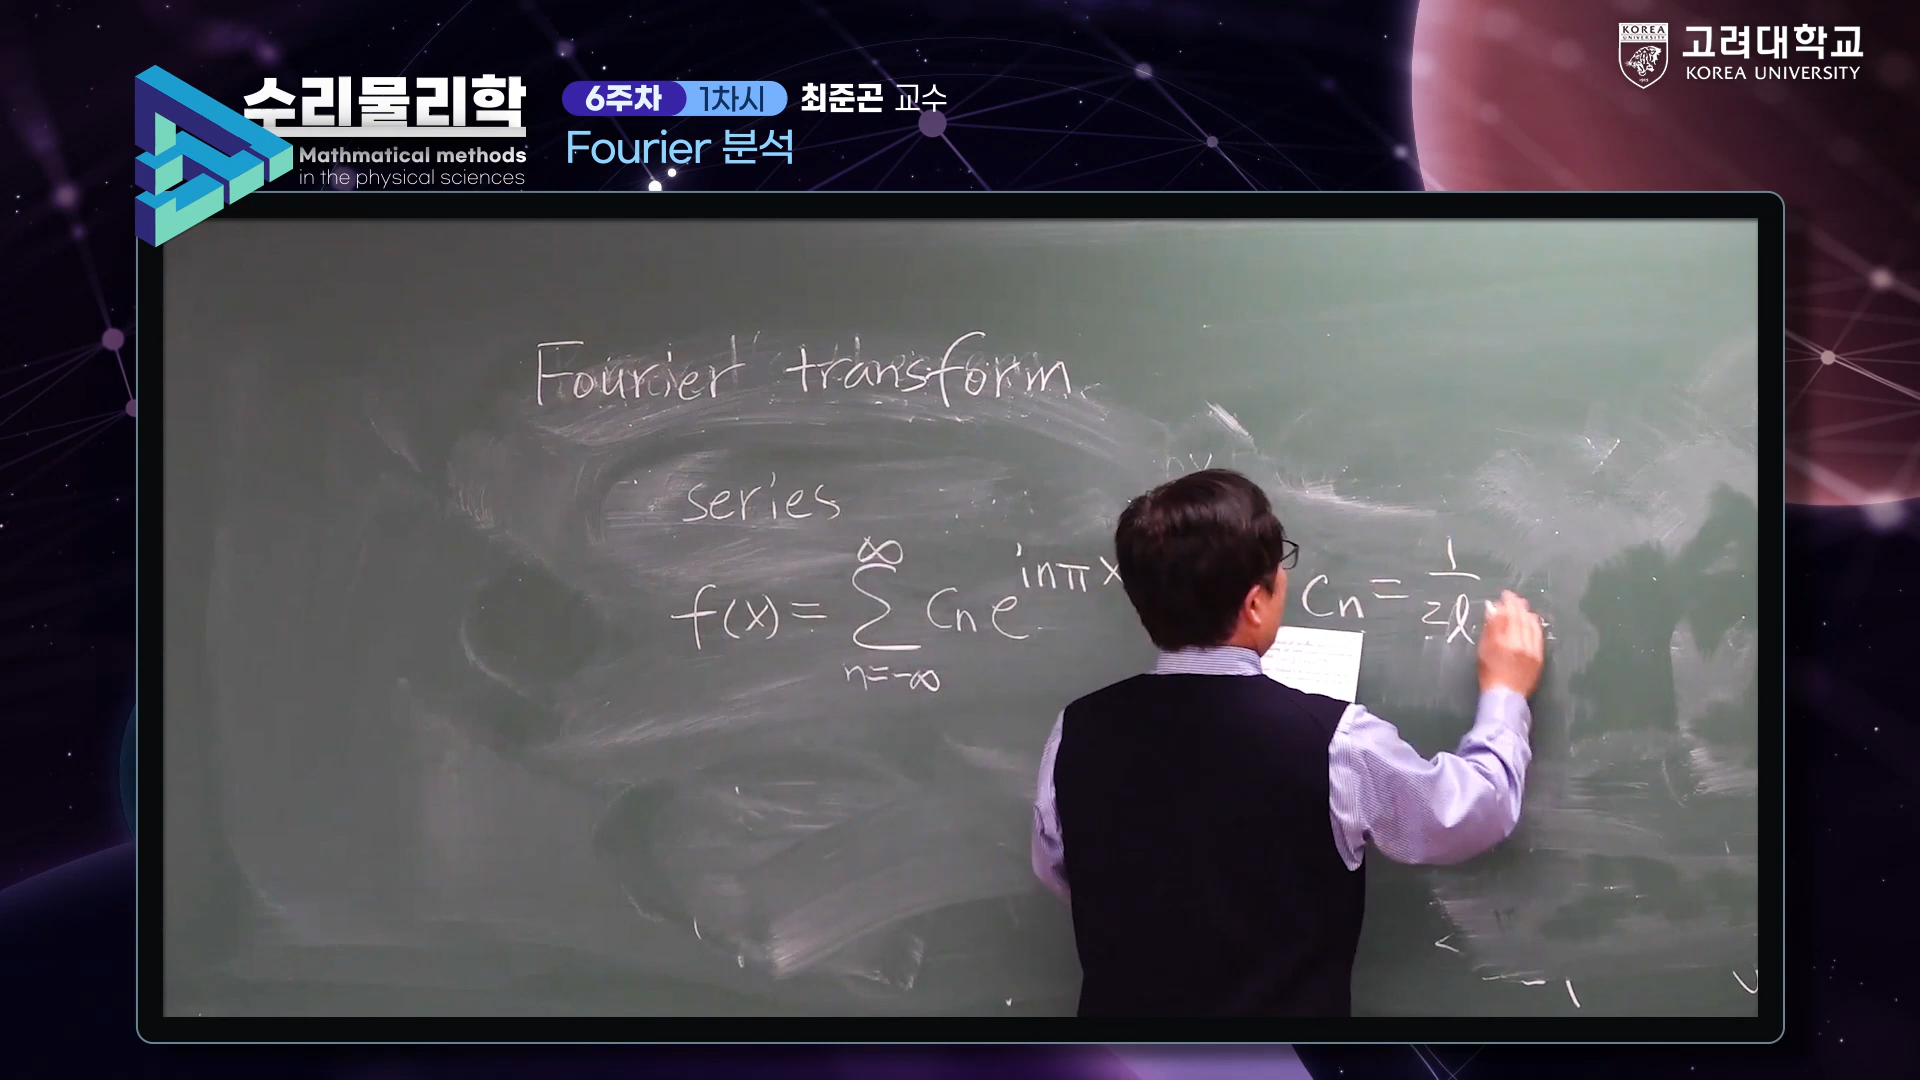 수리물리학
Mathmatical methods
in the physical sciences
6주차 1차시 최준곤 교수
Fourier 분석
KOREA
UNIVERSITY
고려대학교
KOREA UNIVERSITY
Fourier transform
series
f(x) = ∑ n=-∞ ∞ Cn e^inπx
Cn = 1/2l